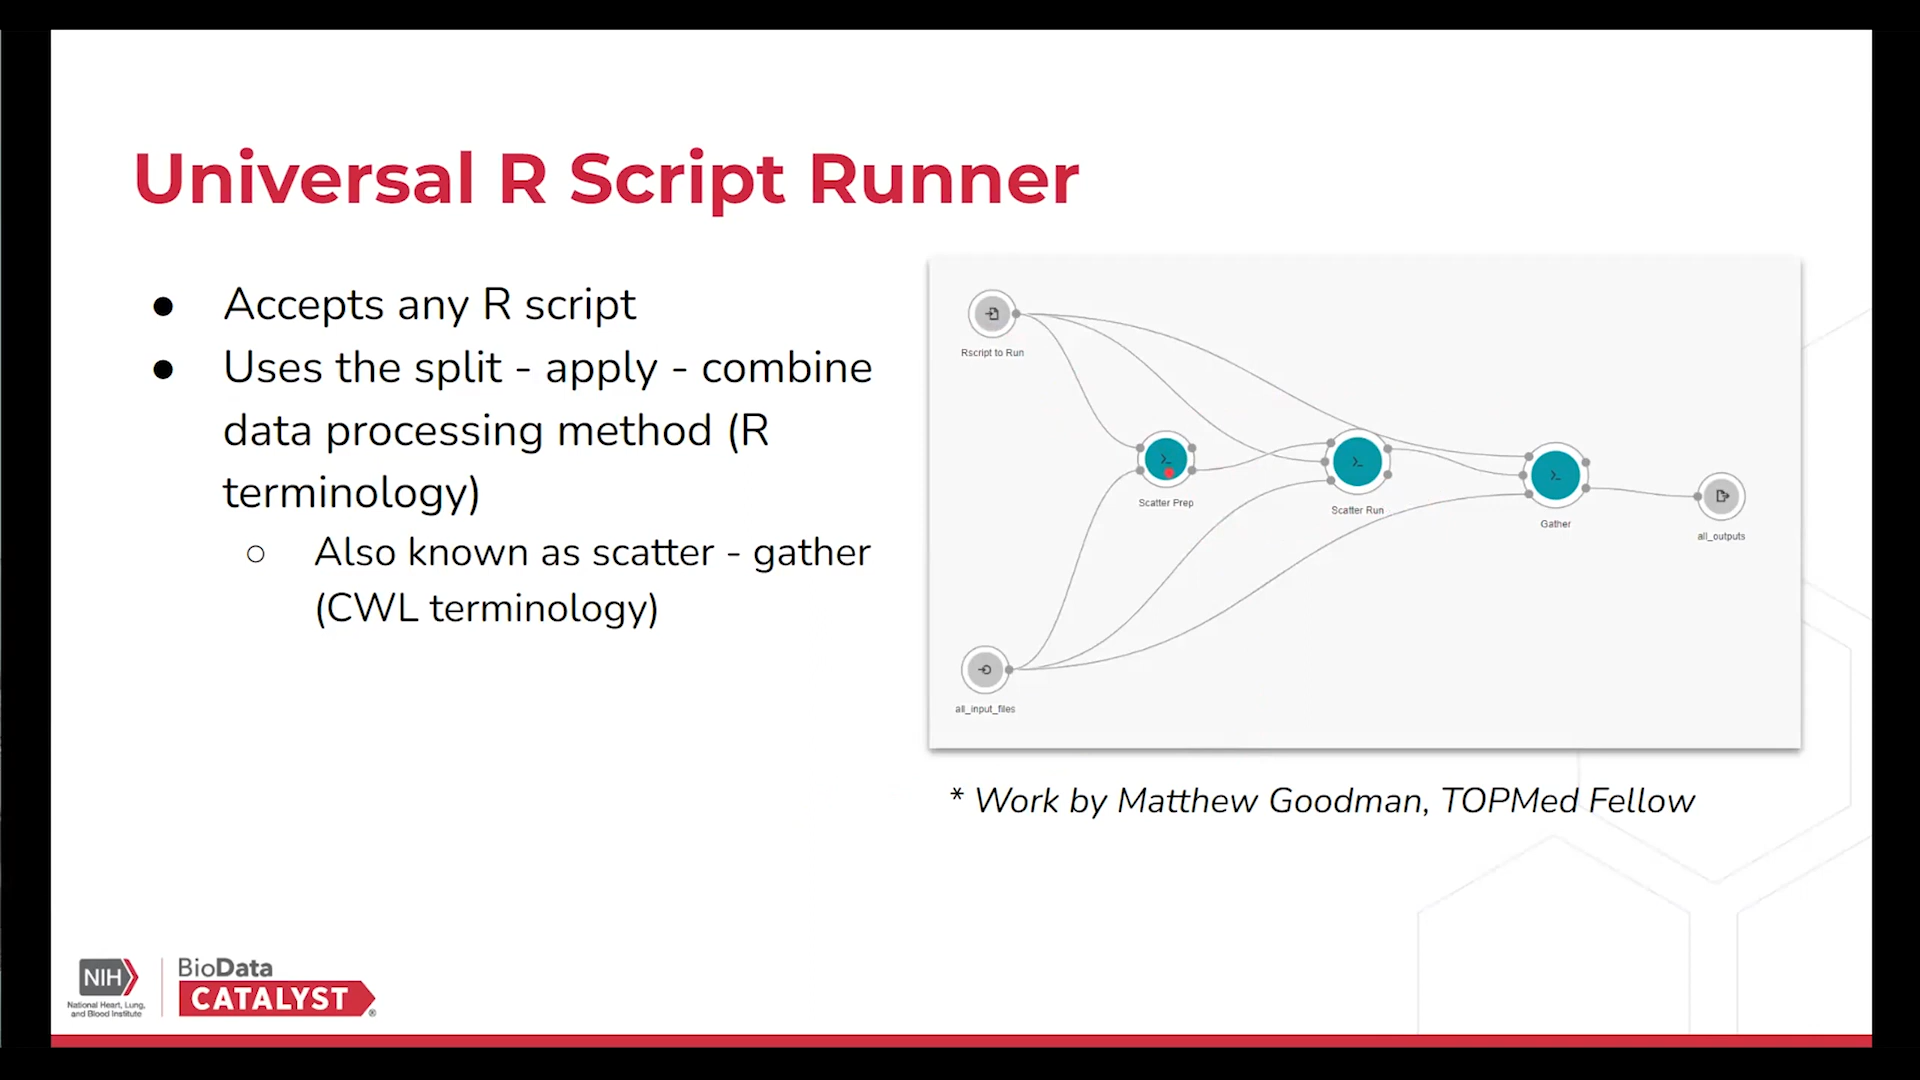 Universal R Script Runner
● Accepts any R script
● Uses the split - apply - combine
data processing method (R
terminology)
○ Also known as scatter - gather
(CWL terminology)
Rscript to Run
Scatter Prep
Scatter Run
Gather
all_outputs
all_input_files
* Work by Matthew Goodman, TOPMed Fellow
NIH
National Heart, Lung,
and Blood Institute
BioData
CATALYST®